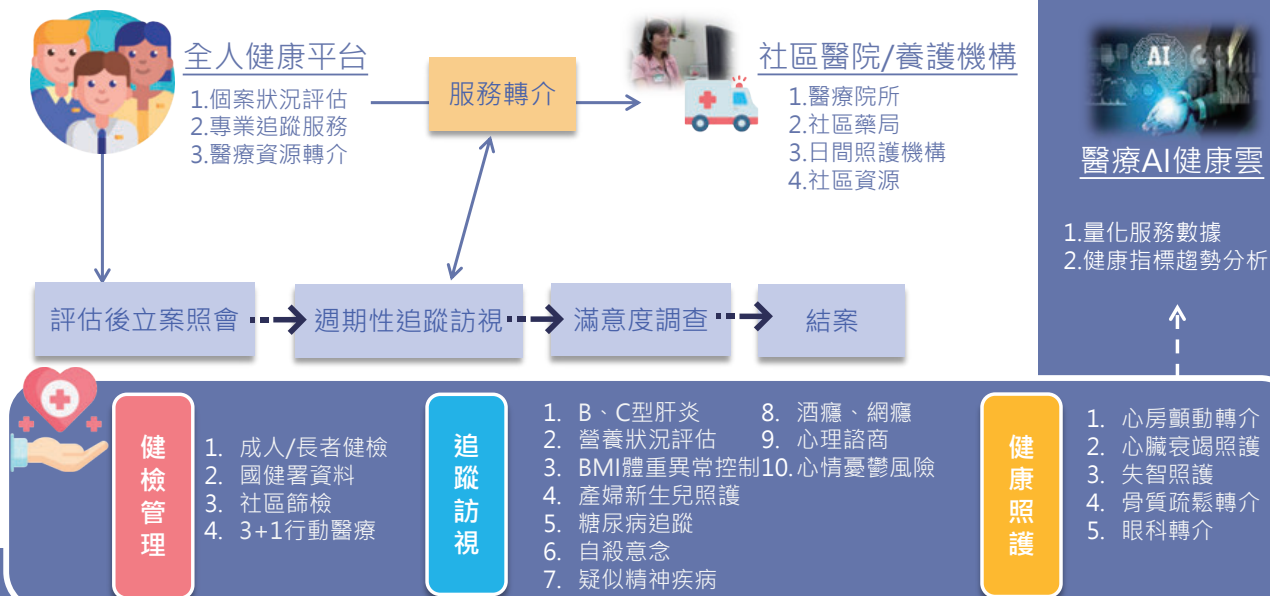 全人健康平台
1.個案狀況評估
2.專業追蹤服務
3.醫療資源轉介
服務轉介
社區醫院/養護機構
1.醫療院所
2.社區藥局
3.日間照護機構
4.社區資源
AI
醫療AI健康雲
1.量化服務數據
2.健康指標趨勢分析
評估後立案照會
週期性追蹤訪視
滿意度調查
結案
健檢管理
1. 成人/長者健檢
2. 國健署資料
3. 社區篩檢
4. 3+1行動醫療
追蹤訪視
1. B、C型肝炎
2. 營養狀況評估
3. BMI體重異常控制
4. 產婦新生兒照護
5. 糖尿病追蹤
6. 自殺意念
7. 疑似精神疾病
8. 酒癮、網癮
9. 心理諮商
10. 心情憂鬱風險
健康照護
1. 心房顫動轉介
2. 心臟衰竭照護
3. 失智照護
4. 骨質疏鬆轉介
5. 眼科轉介